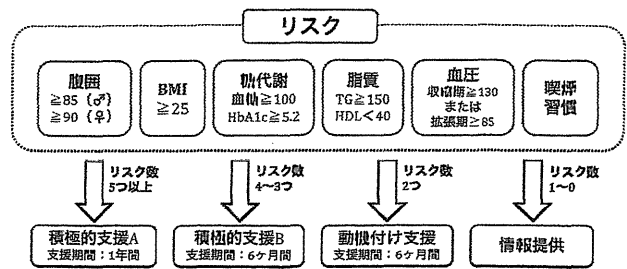 リスク
腹囲
≧85 (♂)
≧90 (♀)
BMI
≧25
糖代謝
血糖≧100
HbA1c≧5.2
脂質
TG≧150
HDL<40
血圧
収縮期≧130
または
拡張期≧85
喫煙
習慣
リスク数
5つ以上
リスク数
4〜3つ
リスク数
2つ
リスク数
1〜0
積極的支援A
支援期間：1年間
積極的支援B
支援期間：6ヶ月間
動機付け支援
支援期間：6ヶ月間
情報提供